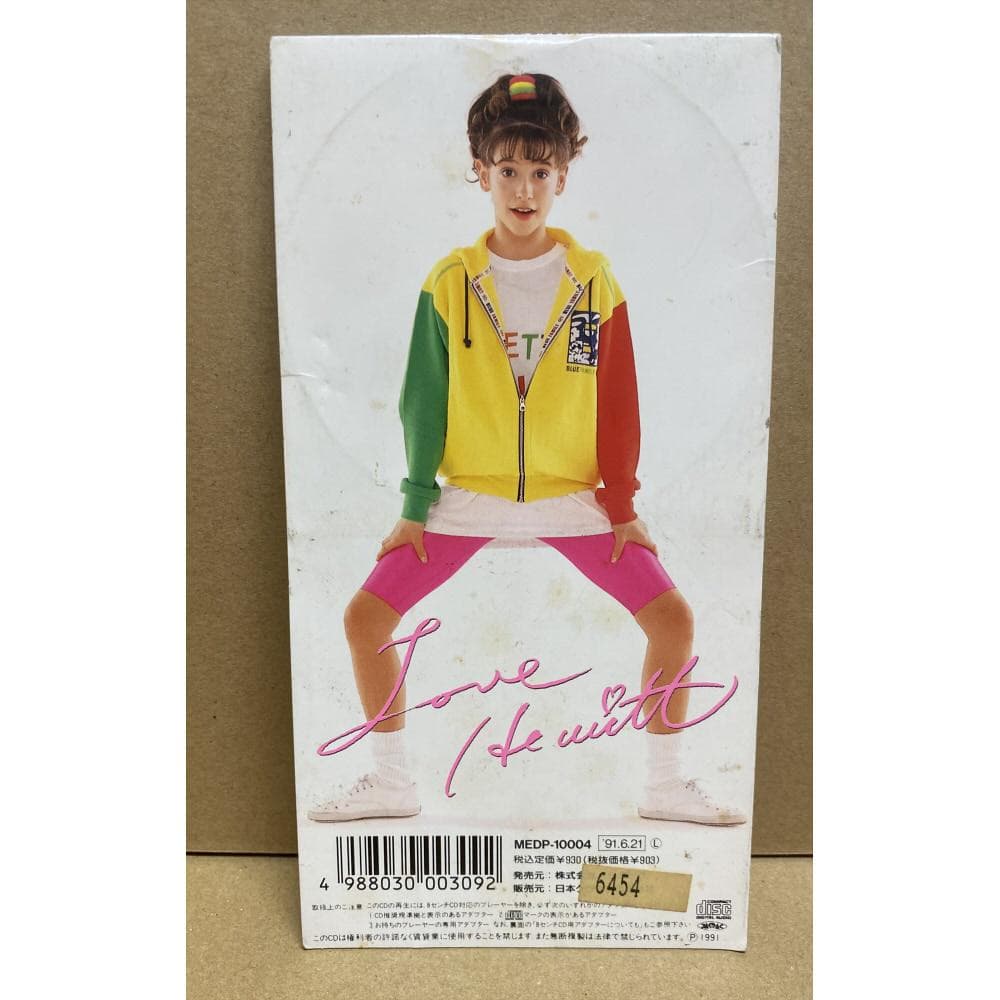 Love
Hewitt
BLUE
4 988030 003092
MEDP-10004 '91.6.21 Ⓛ
税込定価¥930(税抜価格¥903)
発売元:株式会
販売元:日本ク
6454
COMPACT
disc
DIGITAL AUDIO
取扱上のご注意 このCDの再生には、8センチCD対応のプレーヤーを除き、必ず次のいずれかのアダ
1 CD推奨規準械と表示のあるアダプター 2 マークの表示があるアダプター
3 お持ちのプレーヤーの専用アダプター なお、裏面の「8センチCD用アダプターについても」もご参照下さい
このCDは権利者の許諾なく賃貸業に使用することを禁じます また無断複製は法律で禁じられています。Ⓟ1991